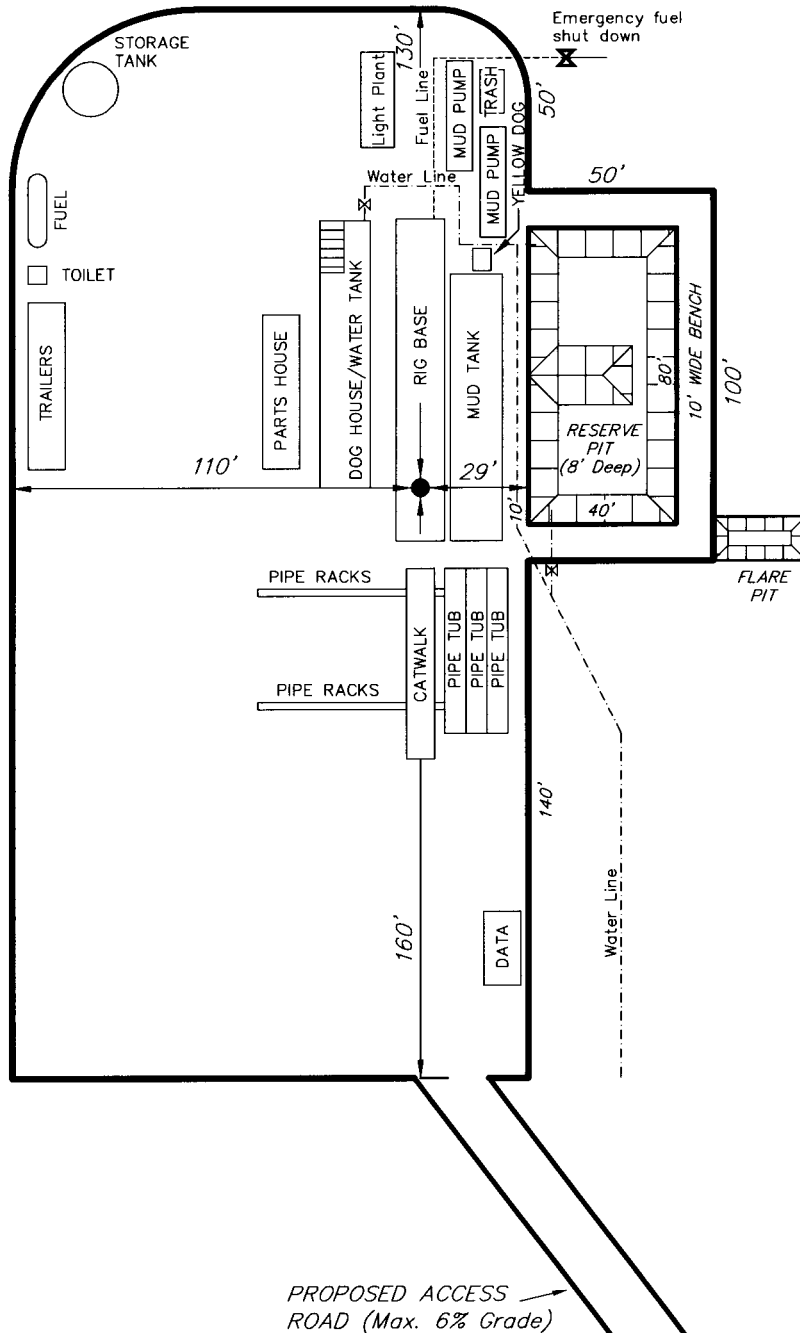 Emergency fuel
shut down
STORAGE
TANK
130'
Light Plant
Fuel Line
MUD PUMP
TRASH
50'
MUD PUMP
YELLOW DOG
Water Line
50'
FUEL
TOILET
TRAILERS
PARTS HOUSE
DOG HOUSE/WATER TANK
RIG BASE
MUD TANK
80'
10' WIDE BENCH
100'
RESERVE
PIT
(8' Deep)
110'
29'
10'
40'
FLARE
PIT
PIPE RACKS
CATWALK
PIPE TUB
PIPE TUB
PIPE TUB
PIPE RACKS
140'
160'
DATA
Water Line
PROPOSED ACCESS
ROAD (Max. 6% Grade)